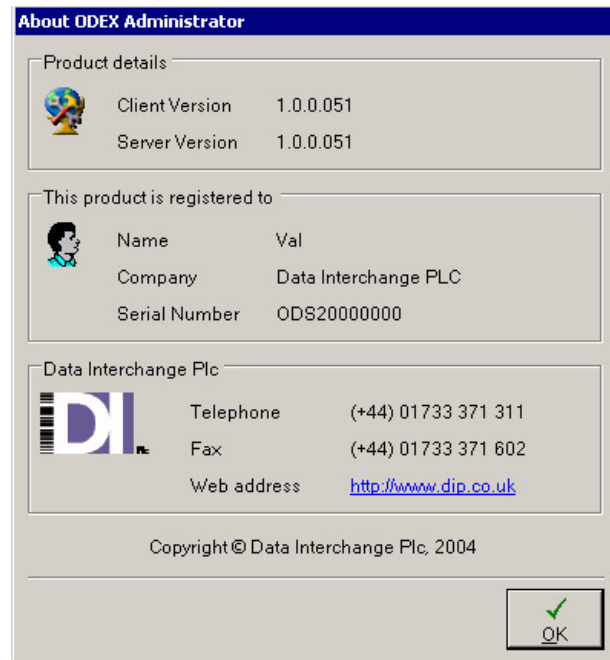 About ODEX Administrator
Product details
Client Version 1.0.0.051
Server Version 1.0.0.051
This product is registered to
Name Val
Company Data Interchange PLC
Serial Number ODS20000000
Data Interchange Plc
DI Plc
Telephone (+44) 01733 371 311
Fax (+44) 01733 371 602
Web address http://www.dip.co.uk
Copyright © Data Interchange Plc, 2004
OK